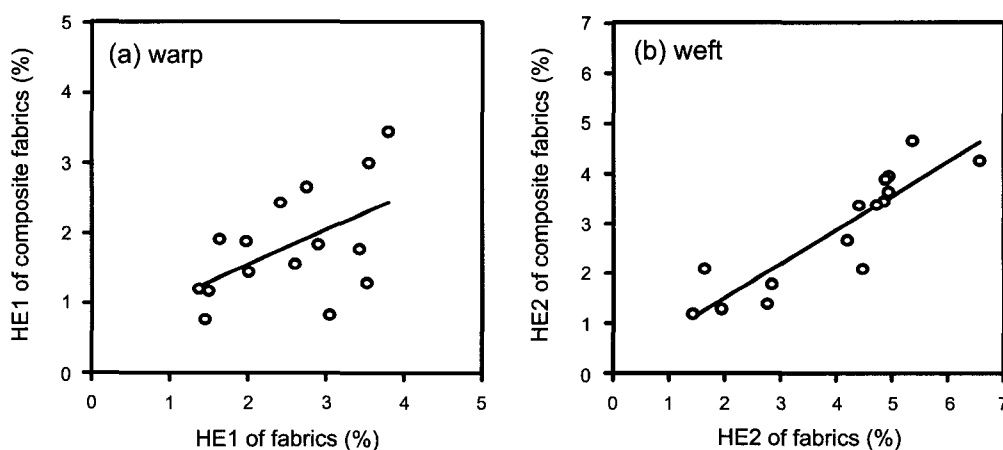 (a) warp
HE1 of composite fabrics (%)
5
4
3
2
1
0
0 1 2 3 4 5
HE1 of fabrics (%)
(b) weft
HE2 of composite fabrics (%)
7
6
5
4
3
2
1
0
0 1 2 3 4 5 6 7
HE2 of fabrics (%)